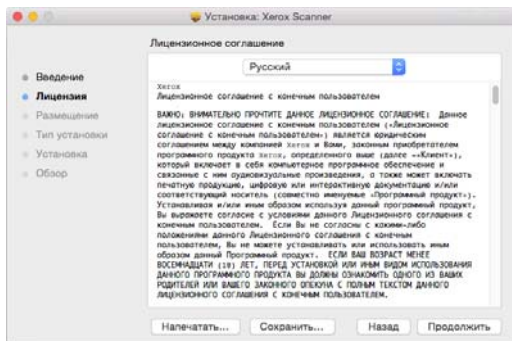 Установка: Xerox Scanner
Лицензионное соглашение
Русский
Введение
Лицензия
Размещение
Тип установки
Установка
Обзор
Xerox
Лицензионное соглашение с конечным пользователем
ВАЖНО: ВНИМАТЕЛЬНО ПРОЧТИТЕ ДАННОЕ ЛИЦЕНЗИОННОЕ СОГЛАШЕНИЕ: Данное
лицензионное соглашение с конечным пользователем («Лицензионное
соглашение с конечным пользователем») является юридическим
соглашением между компанией Xerox и Вами, законным приобретателем
программного продукта Xerox, определенного выше (далее -«Клиент»),
который включает в себя компьютерное программное обеспечение и
связанные с ним аудиовизуальные произведения, а также может включать
печатную продукцию, цифровую или интерактивную документацию и/или
соответствующий носитель (совместно именуемые «Программный продукт»).
Устанавливая и/или иным образом используя данный программный продукт,
Вы выражаете согласие с условиями данного Лицензионного соглашения с
конечным пользователем. Если Вы не согласны с какими-либо
положениями данного Лицензионного соглашения с конечным
пользователем, Вы не можете устанавливать или использовать иным
образом данный Программный продукт. ЕСЛИ ВАШ ВОЗРАСТ МЕНЕЕ
ВОСЕМНАДЦАТИ (18) ЛЕТ, ПЕРЕД УСТАНОВКОЙ ИЛИ ИНЫМ ВИДОМ ИСПОЛЬЗОВАНИЯ
ДАННОГО ПРОГРАММНОГО ПРОДУКТА ВЫ ДОЛЖНЫ ОЗНАКОМИТЬ ОДНОГО ИЗ ВАШИХ
РОДИТЕЛЕЙ ИЛИ ВАШЕГО ЗАКОННОГО ОПЕКУНА С ПОЛНЫМ ТЕКСТОМ ДАННОГО
ЛИЦЕНЗИОННОГО СОГЛАШЕНИЯ С КОНЕЧНЫМ ПОЛЬЗОВАТЕЛЕМ.
Напечатать...
Сохранить...
Назад
Продолжить